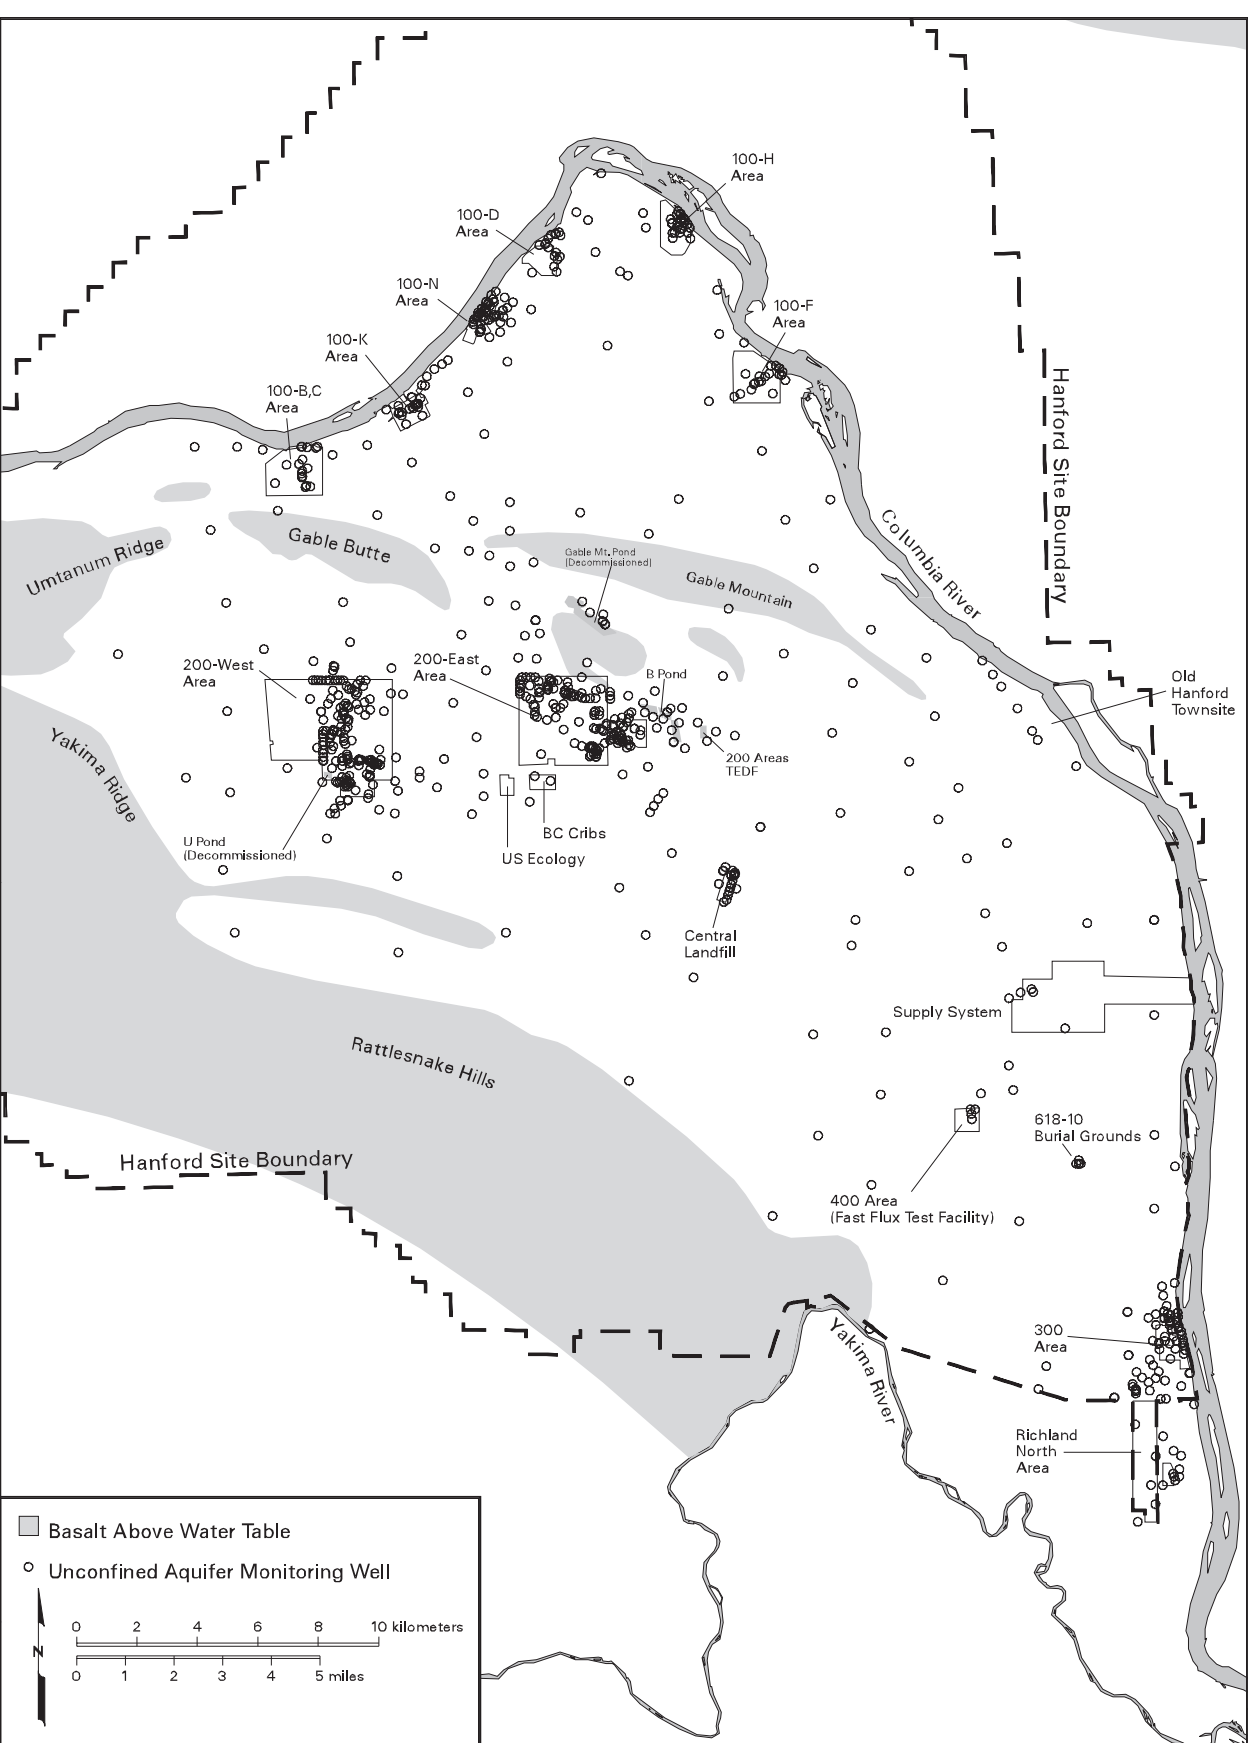 100-H
Area
100-D
Area
100-N
Area
100-F
Area
100-K
Area
100-B,C
Area
Hanford Site Boundary
Columbia River
Umtanum Ridge
Gable Butte
Gable Mt. Pond
(Decommissioned)
Gable Mountain
200-West
Area
200-East
Area
B Pond
Old
Hanford
Townsite
Yakima Ridge
200 Areas
TEDF
U Pond
(Decommissioned)
BC Cribs
US Ecology
Central
Landfill
Supply System
Rattlesnake Hills
618-10
Burial Grounds
Hanford Site Boundary
400 Area
(Fast Flux Test Facility)
300
Area
Yakima River
Richland
North
Area
Basalt Above Water Table
Unconfined Aquifer Monitoring Well
N
0 2 4 6 8 10 kilometers
0 1 2 3 4 5 miles